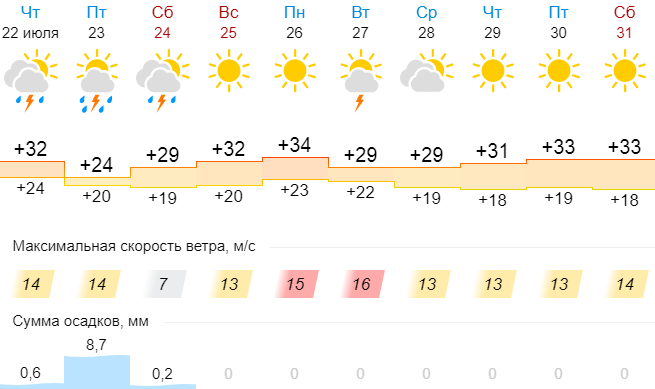 Чт Пт Сб Вс Пн Вт Ср Чт Пт Сб
22 июля 23 24 25 26 27 28 29 30 31
+32 +24 +29 +32 +34 +29 +29 +31 +33 +33
+24 +20 +19 +20 +23 +22 +19 +18 +19 +18
Максимальная скорость ветра, м/с
14 14 7 13 15 16 13 13 13 14
Сумма осадков, мм
0,6 8,7 0,2 0 0 0 0 0 0 0